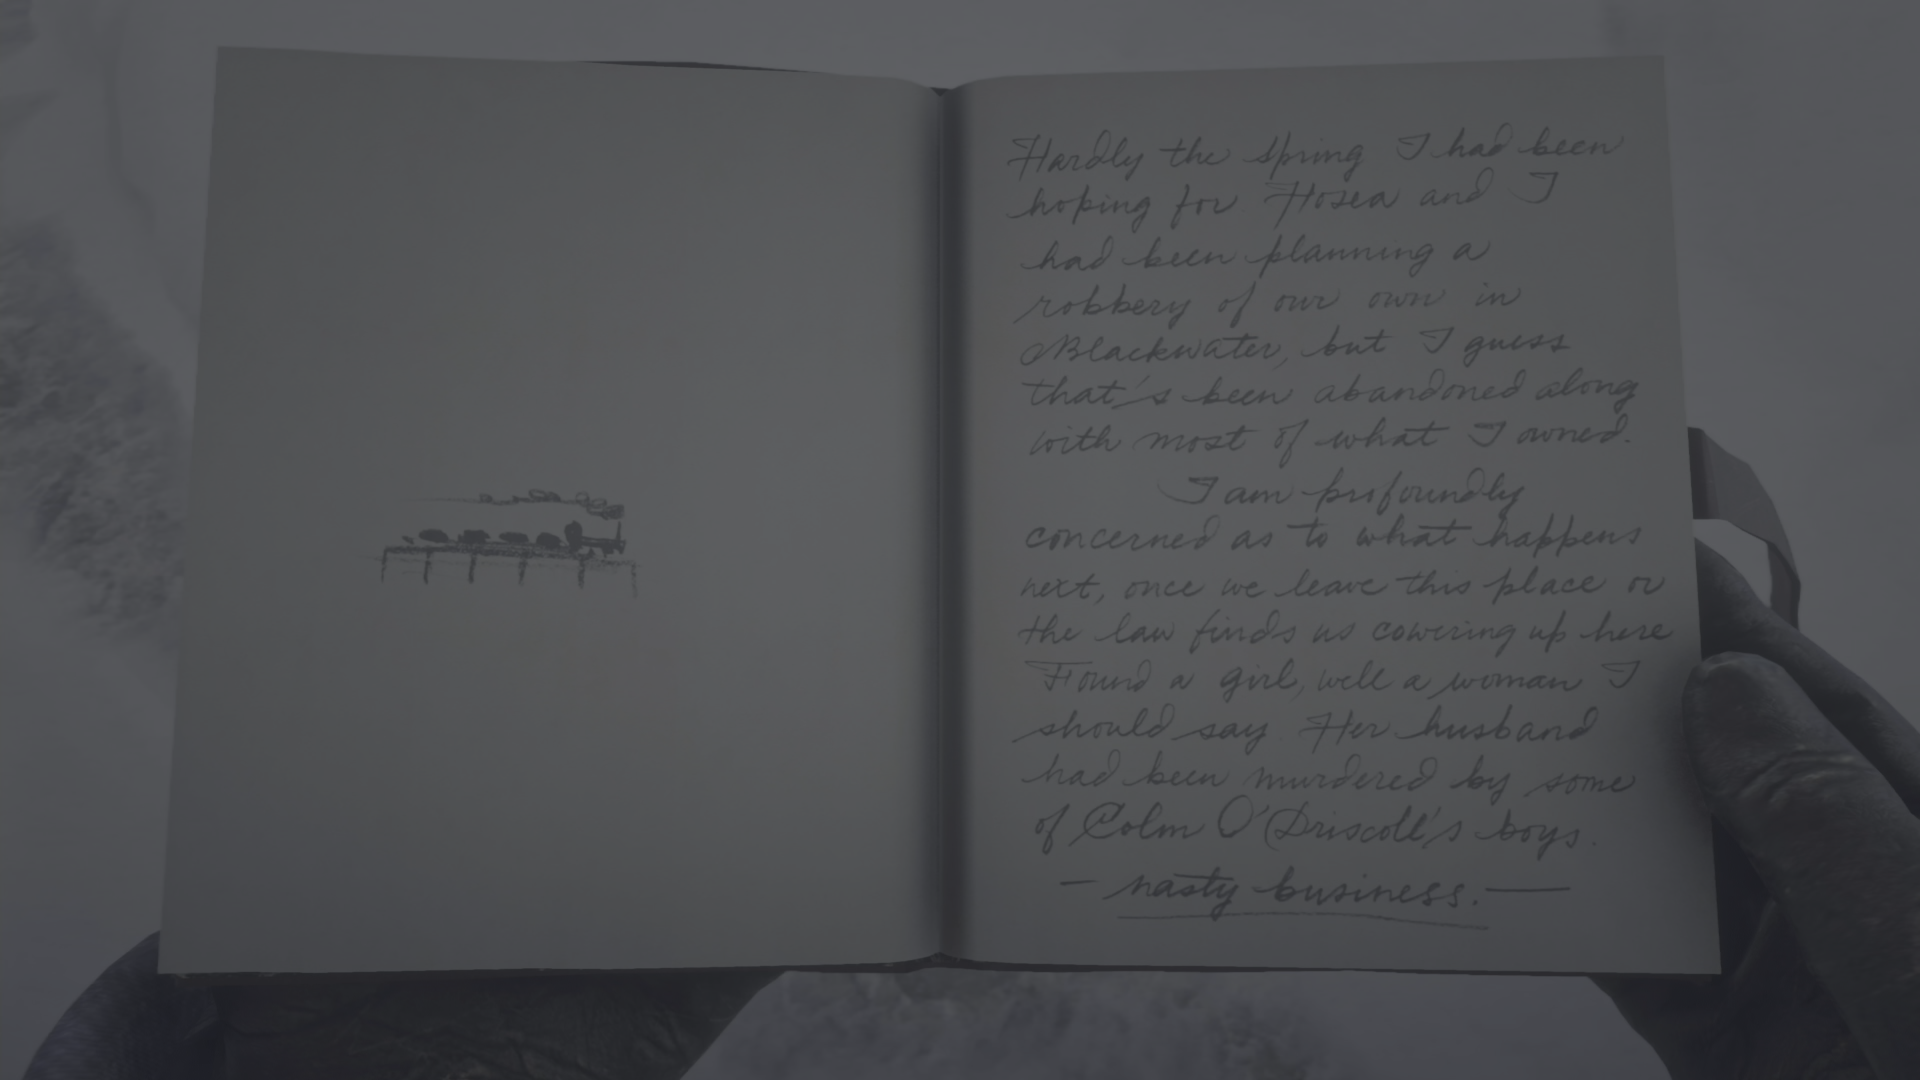 Hardly the spring I had been
hoping for Hosea and I
had been planning a
robbery of our own in
Blackwater, but I guess
that's been abandoned along
with most of what I owned.
I am profoundly
concerned as to what happens
next, once we leave this place or
the law finds us cowering up here
Found a girl, well a woman I
should say. Her husband
had been murdered by some
of Colm O'Driscoll's boys.
— nasty business. —